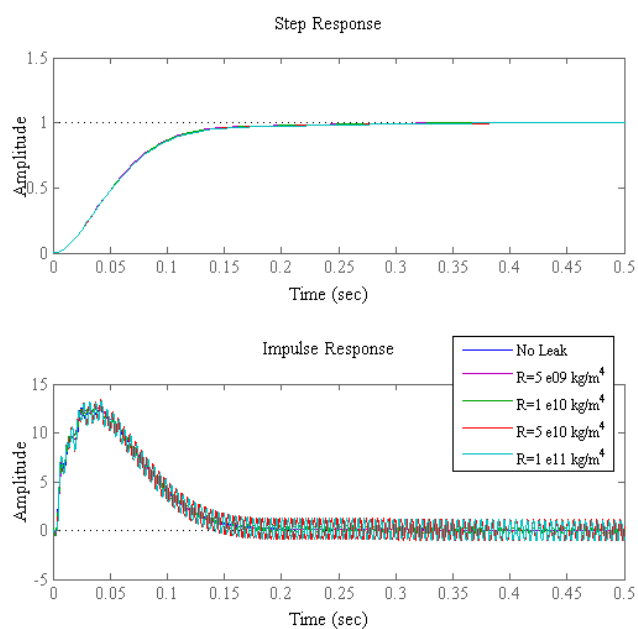 Step Response
1.5
1
0.5
0
Amplitude
0 0.05 0.1 0.15 0.2 0.25 0.3 0.35 0.4 0.45 0.5
Time (sec)
Impulse Response
No Leak
R=5 e09 kg/m⁴
R=1 e10 kg/m⁴
R=5 e10 kg/m⁴
R=1 e11 kg/m⁴
15
10
5
0
-5
Amplitude
0 0.05 0.1 0.15 0.2 0.25 0.3 0.35 0.4 0.45 0.5
Time (sec)